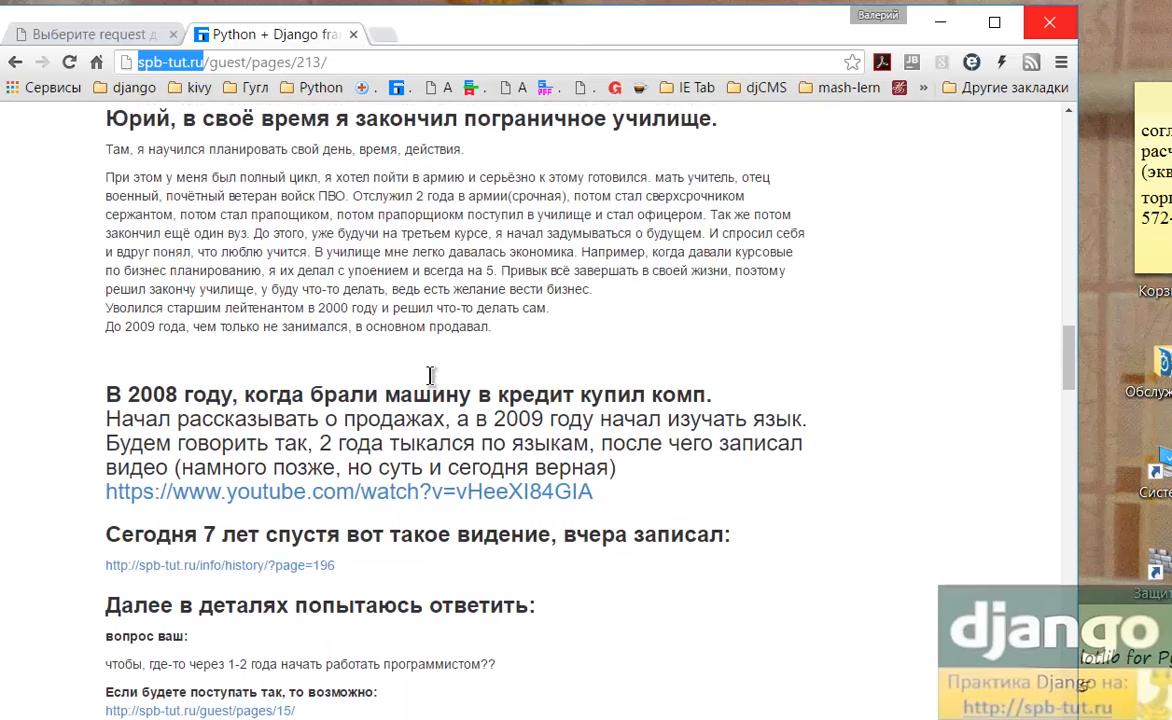 Валерий
Выберите request д
Python + Django fra
spb-tut.ru/guest/pages/213/
Сервисы django kivy Гугл Python A A IE Tab djCMS mash-lern » Другие закладки
Юрий, в своё время я закончил пограничное училище.
Там, я научился планировать свой день, время, действия.
При этом у меня был полный цикл, я хотел пойти в армию и серьёзно к этому готовился. мать учитель, отец
военный, почётный ветеран войск ПВО. Отслужил 2 года в армии(срочная), потом стал сверхсрочником
сержантом, потом стал прапощиком, потом прапорщиокм поступил в училище и стал офицером. Так же потом
закончил ещё один вуз. До этого, уже будучи на третьем курсе, я начал задумываться о будущем. И спросил себя
и вдруг понял, что люблю учится. В училище мне легко давалась экономика. Например, когда давали курсовые
по бизнес планированию, я их делал с упоением и всегда на 5. Привык всё завершать в своей жизни, поэтому
решил закончу училище, у буду что-то делать, ведь есть желание вести бизнес.
Уволился старшим лейтенантом в 2000 году и решил что-то делать сам.
До 2009 года, чем только не занимался, в основном продавал.
В 2008 году, когда брали машину в кредит купил комп.
Начал рассказывать о продажах, а в 2009 году начал изучать язык.
Будем говорить так, 2 года тыкался по языкам, после чего записал
видео (намного позже, но суть и сегодня верная)
https://www.youtube.com/watch?v=vHeeXI84GIA
Сегодня 7 лет спустя вот такое видение, вчера записал:
http://spb-tut.ru/info/history/?page=196
Далее в деталях попытаюсь ответить:
вопрос ваш:
чтобы, где-то через 1-2 года начать работать программистом??
Если будете поступать так, то возможно:
http://spb-tut.ru/guest/pages/15/
согл
расч
(экв
торг
572-
Корз
Обслуж
Систе
Защит
django
lotlib for Py
Практика Django на:
http://spb-tut.ru